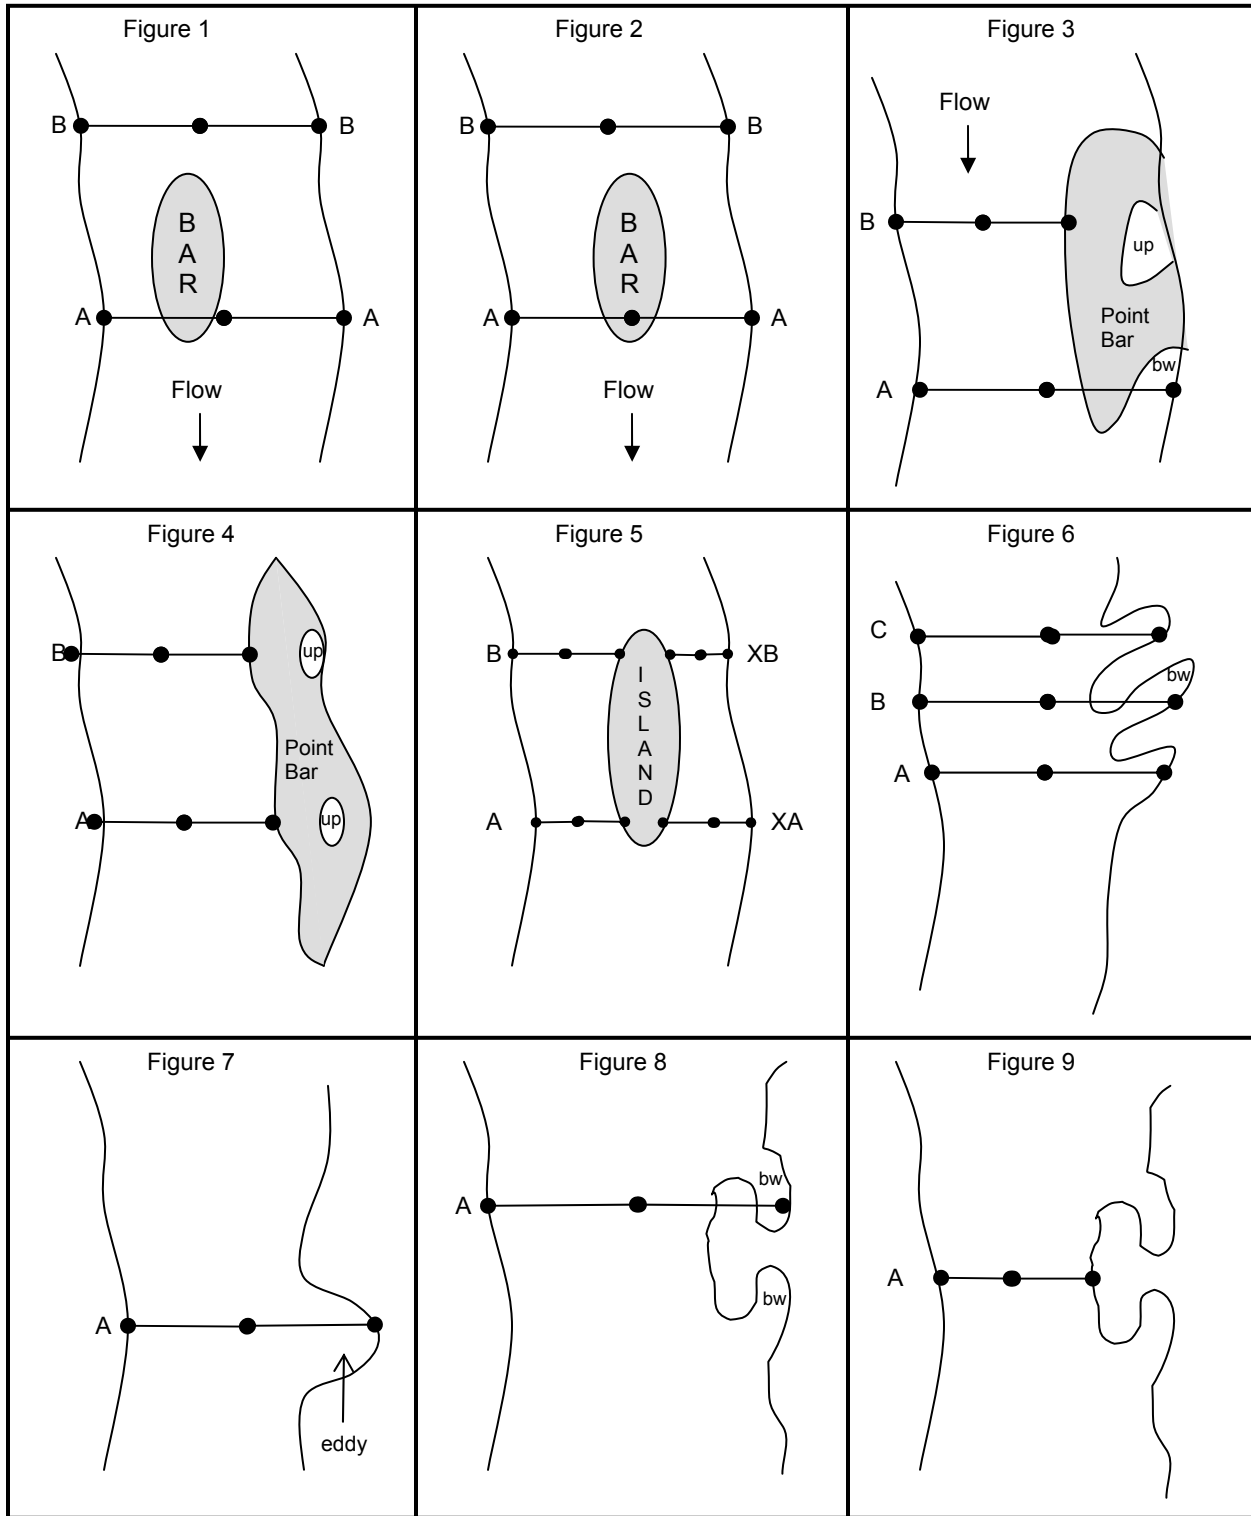 Figure 1
B
B
B
A
R
A
A
Flow
Figure 2
B
B
B
A
R
A
A
Flow
Figure 3
Flow
B
up
Point
Bar
bw
A
Figure 4
B
up
Point
Bar
A
up
Figure 5
B
XB
I
S
L
A
N
D
A
XA
Figure 6
C
bw
B
A
Figure 7
A
eddy
Figure 8
bw
A
bw
Figure 9
A